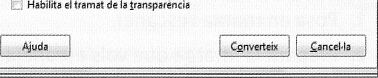 Habilita el tramat de la transparència
Ajuda Converteix Cancel·la